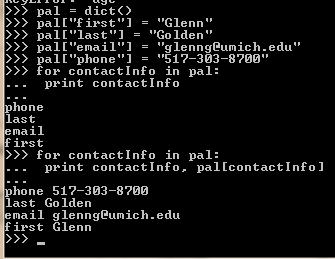 KeyError: 'age'
>>> pal = dict()
>>> pal["first"] = "Glenn"
>>> pal["last"] = "Golden"
>>> pal["email"] = "glenng@umich.edu"
>>> pal["phone"] = "517-303-8700"
>>> for contactInfo in pal:
...  print contactInfo
...
phone
last
email
first
>>> for contactInfo in pal:
...  print contactInfo, pal[contactInfo]
...
phone 517-303-8700
last Golden
email glenng@umich.edu
first Glenn
>>> _